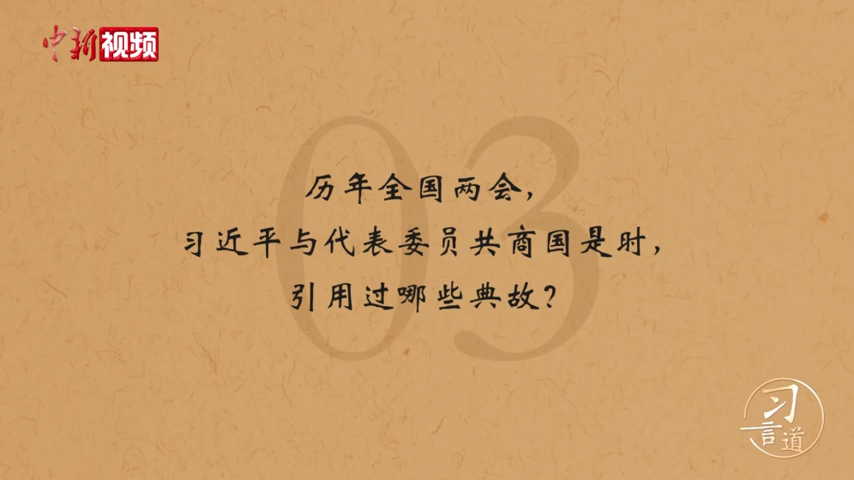 中新视频
03
历年全国两会，
习近平与代表委员共商国是时，
引用过哪些典故？
习言道